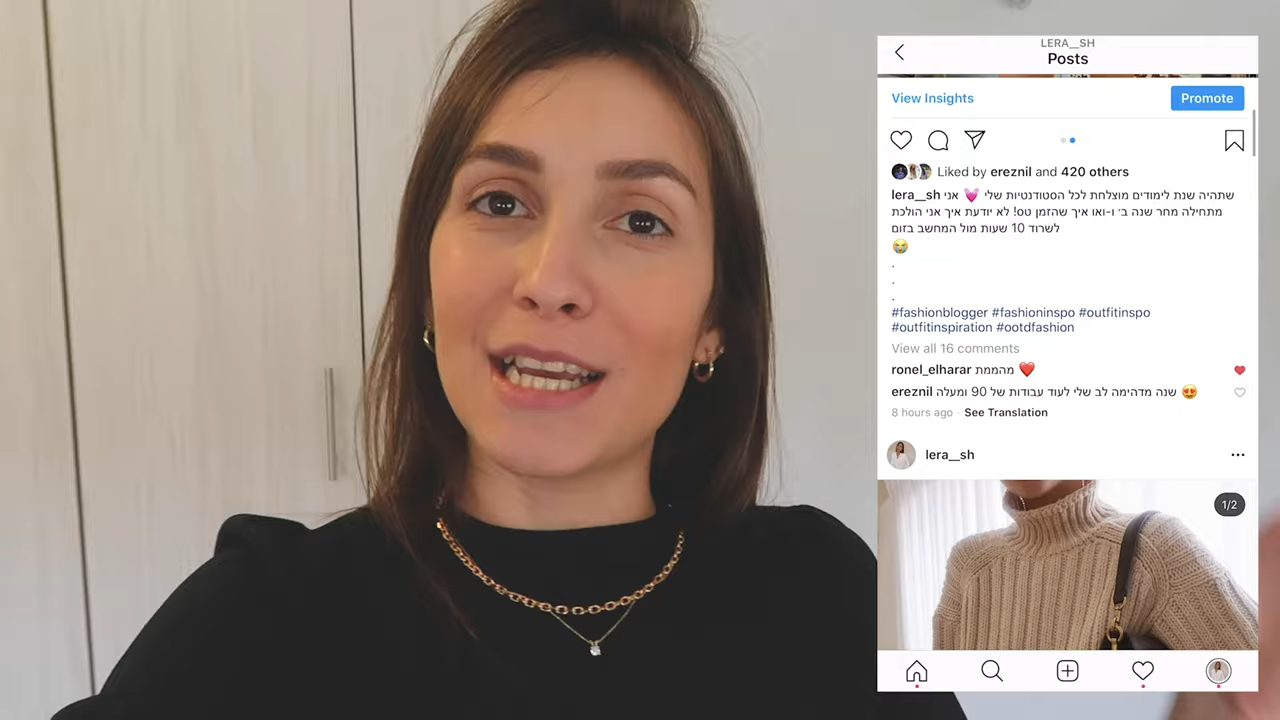 LERA__SH
Posts
View Insights
Promote
Liked by ereznil and 420 others
lera__sh שתהיה שנת לימודים מוצלחת לכל הסטודנטיות שלי 💓 אני
מתחילה מחר שנה ב׳ ו-ואו איך שהזמן טס! לא יודעת איך אני הולכת
לשרוד 10 שעות מול המחשב בזום
😭
.
.
.
#fashionblogger #fashioninspo #outfitinspo
#outfitinspiration #ootdfashion
View all 16 comments
ronel_elharar מהממת ❤️
ereznil שנה מדהימה לב שלי לעוד עבודות של 90 ומעלה 😍
8 hours ago · See Translation
lera__sh
1/2